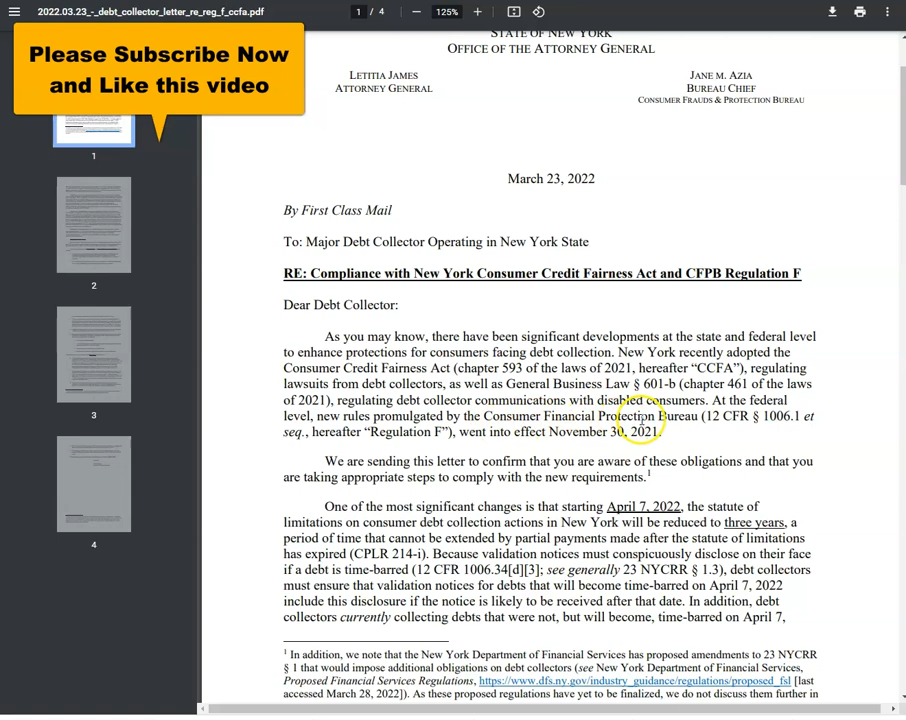 2022.03.23_-_debt_collector_letter_re_reg_f_ccfa.pdf
1 / 4
125%
Please Subscribe Now
and Like this video
1
2
3
4
STATE OF NEW YORK
OFFICE OF THE ATTORNEY GENERAL
LETITIA JAMES
ATTORNEY GENERAL
JANE M. AZIA
BUREAU CHIEF
CONSUMER FRAUDS & PROTECTION BUREAU
March 23, 2022
By First Class Mail
To: Major Debt Collector Operating in New York State
RE: Compliance with New York Consumer Credit Fairness Act and CFPB Regulation F
Dear Debt Collector:
As you may know, there have been significant developments at the state and federal level
to enhance protections for consumers facing debt collection. New York recently adopted the
Consumer Credit Fairness Act (chapter 593 of the laws of 2021, hereafter “CCFA”), regulating
lawsuits from debt collectors, as well as General Business Law § 601-b (chapter 461 of the laws
of 2021), regulating debt collector communications with disabled consumers. At the federal
level, new rules promulgated by the Consumer Financial Protection Bureau (12 CFR § 1006.1 et
seq., hereafter “Regulation F”), went into effect November 30, 2021.
We are sending this letter to confirm that you are aware of these obligations and that you
are taking appropriate steps to comply with the new requirements.1
One of the most significant changes is that starting April 7, 2022, the statute of
limitations on consumer debt collection actions in New York will be reduced to three years, a
period of time that cannot be extended by partial payments made after the statute of limitations
has expired (CPLR 214-i). Because validation notices must conspicuously disclose on their face
if a debt is time-barred (12 CFR 1006.34[d][3]; see generally 23 NYCRR § 1.3), debt collectors
must ensure that validation notices for debts that will become time-barred on April 7, 2022
include this disclosure if the notice is likely to be received after that date. In addition, debt
collectors currently collecting debts that were not, but will become, time-barred on April 7,
1 In addition, we note that the New York Department of Financial Services has proposed amendments to 23 NYCRR
§ 1 that would impose additional obligations on debt collectors (see New York Department of Financial Services,
Proposed Financial Services Regulations, https://www.dfs.ny.gov/industry_guidance/regulations/proposed_fsl [last
accessed March 28, 2022]). As these proposed regulations have yet to be finalized, we do not discuss them further in